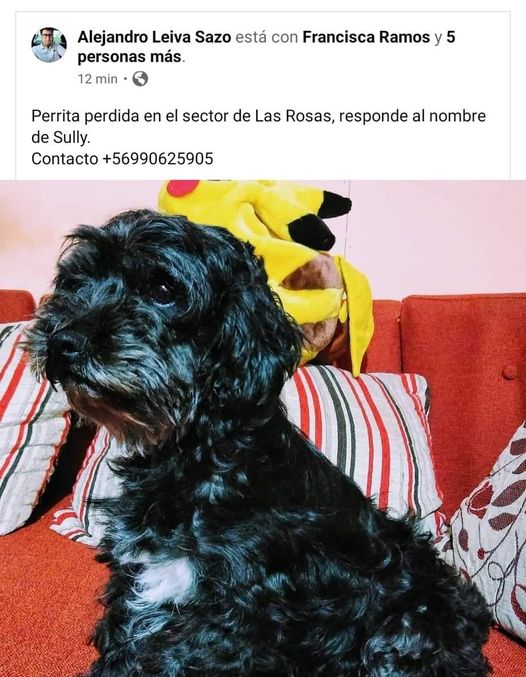 Alejandro Leiva Sazo está con Francisca Ramos y 5
personas más.
12 min ·
Perrita perdida en el sector de Las Rosas, responde al nombre
de Sully.
Contacto +56990625905